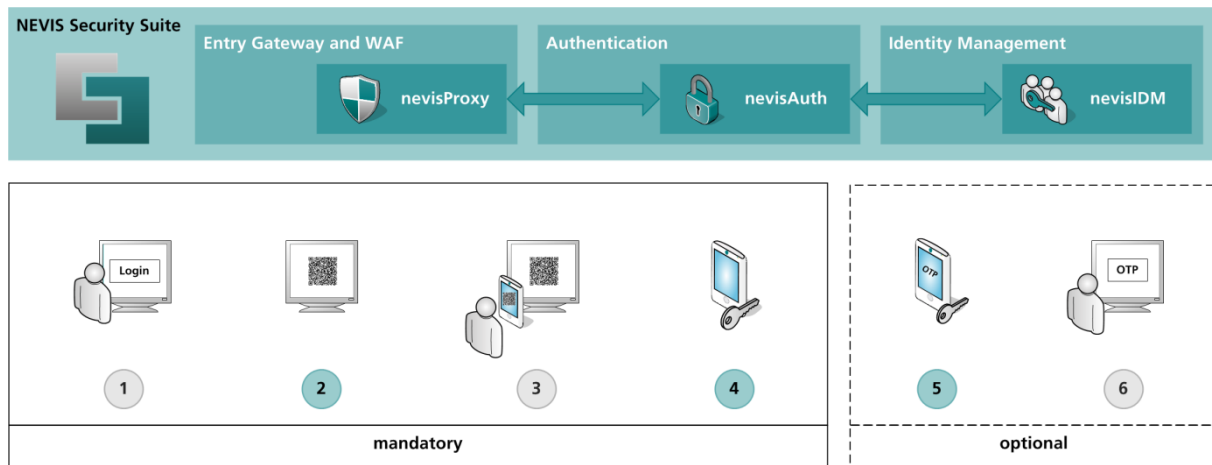 NEVIS Security Suite
Entry Gateway and WAF
Authentication
Identity Management
nevisProxy
nevisAuth
nevisIDM
Login
OTP
OTP
1
2
3
4
5
6
mandatory
optional